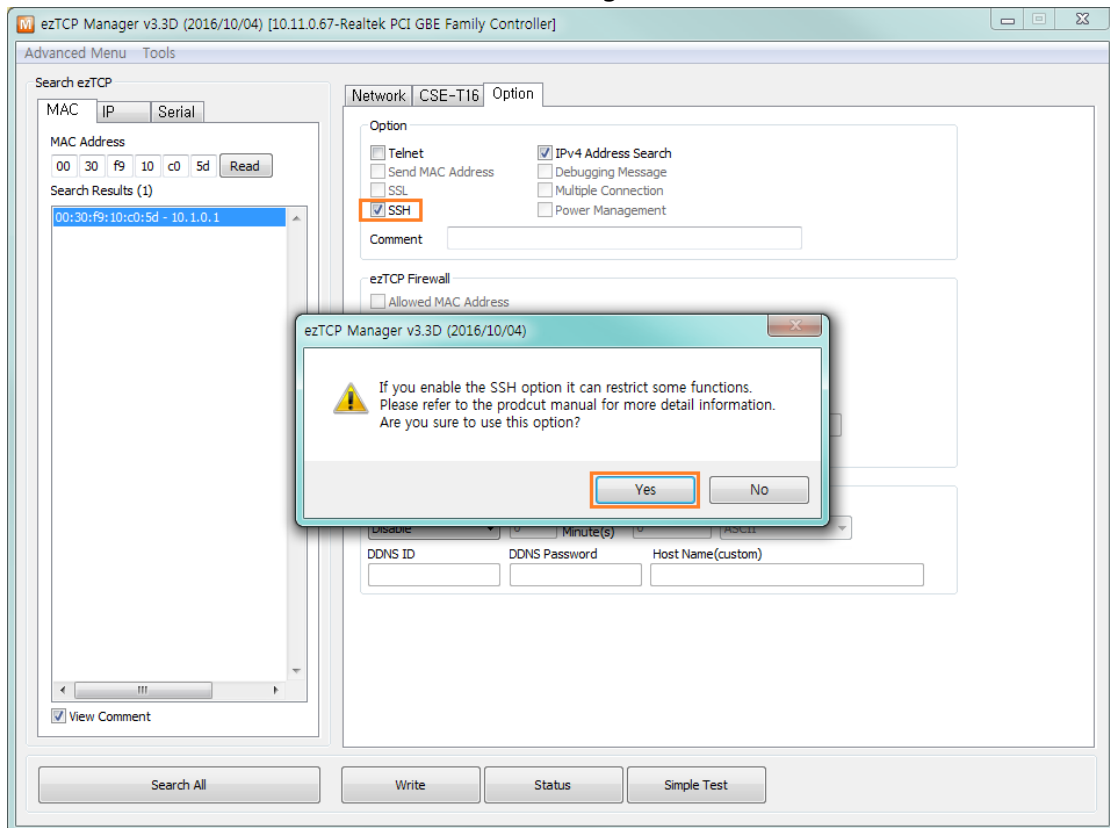 ezTCP Manager v3.3D (2016/10/04) [10.11.0.67-Realtek PCI GBE Family Controller]
Advanced Menu Tools
Search ezTCP
MAC IP Serial
MAC Address
00 30 f9 10 c0 5d Read
Search Results (1)
00:30:f9:10:c0:5d - 10.1.0.1
View Comment
Network CSE-T16 Option
Option
Telnet IPv4 Address Search
Send MAC Address Debugging Message
SSL Multiple Connection
SSH Power Management
Comment
ezTCP Firewall
Allowed MAC Address
ezTCP Manager v3.3D (2016/10/04)
If you enable the SSH option it can restrict some functions.
Please refer to the prodcut manual for more detail information.
Are you sure to use this option?
Yes No
Disable 0 Minute(s) 0 ASCII
DDNS ID DDNS Password Host Name(custom)
Search All Write Status Simple Test